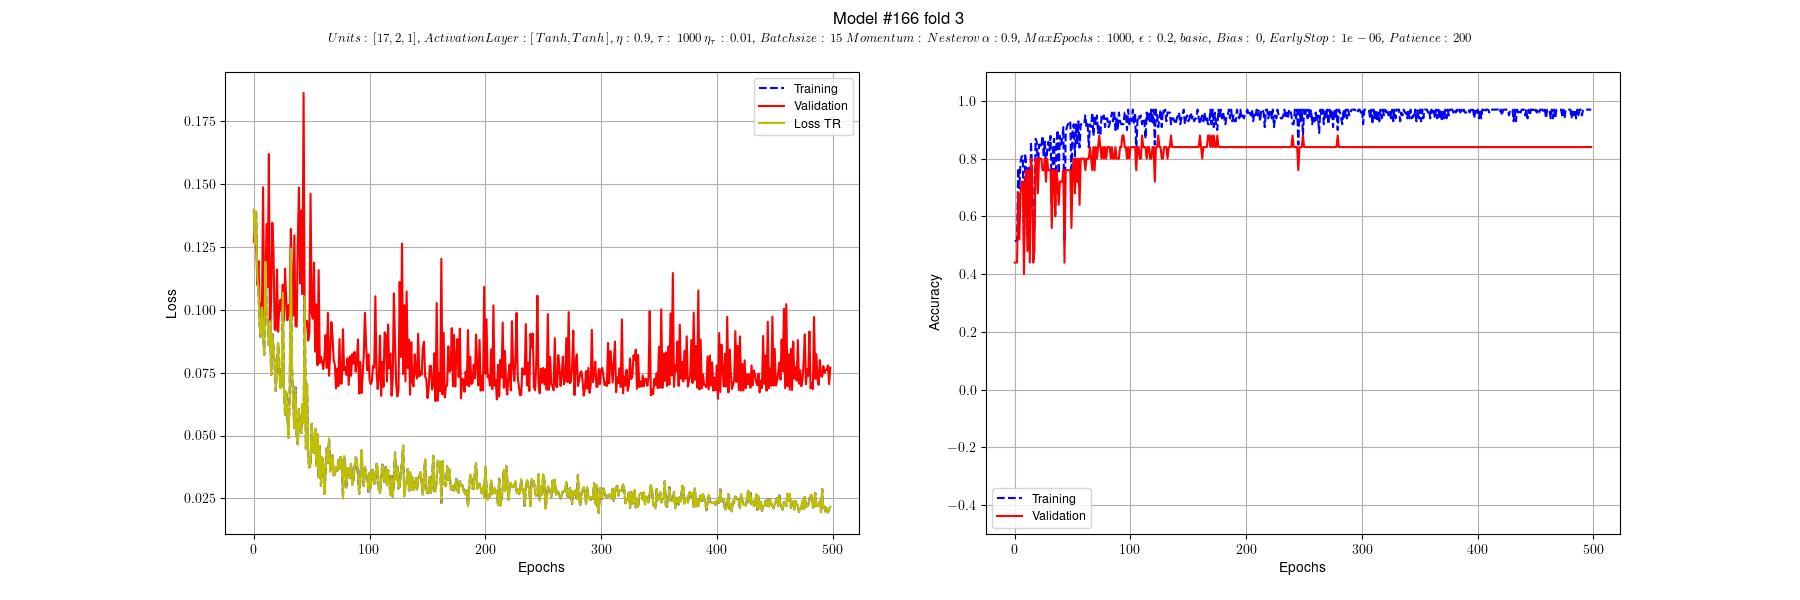 Model #166 fold 3
Units : [17, 2, 1], ActivationLayer : [Tanh, Tanh], η : 0.9, τ : 1000 η_τ : 0.01, Batchsize : 15 Momentum : Nesterov α : 0.9, MaxEpochs : 1000, ϵ : 0.2, basic, Bias : 0, EarlyStop : 1e − 06, Patience : 200
Training
Validation
Loss TR
0.175
0.150
0.125
0.100
0.075
0.050
0.025
Loss
0 100 200 300 400 500
Epochs
1.0
0.8
0.6
0.4
0.2
0.0
−0.2
−0.4
Accuracy
Training
Validation
0 100 200 300 400 500
Epochs